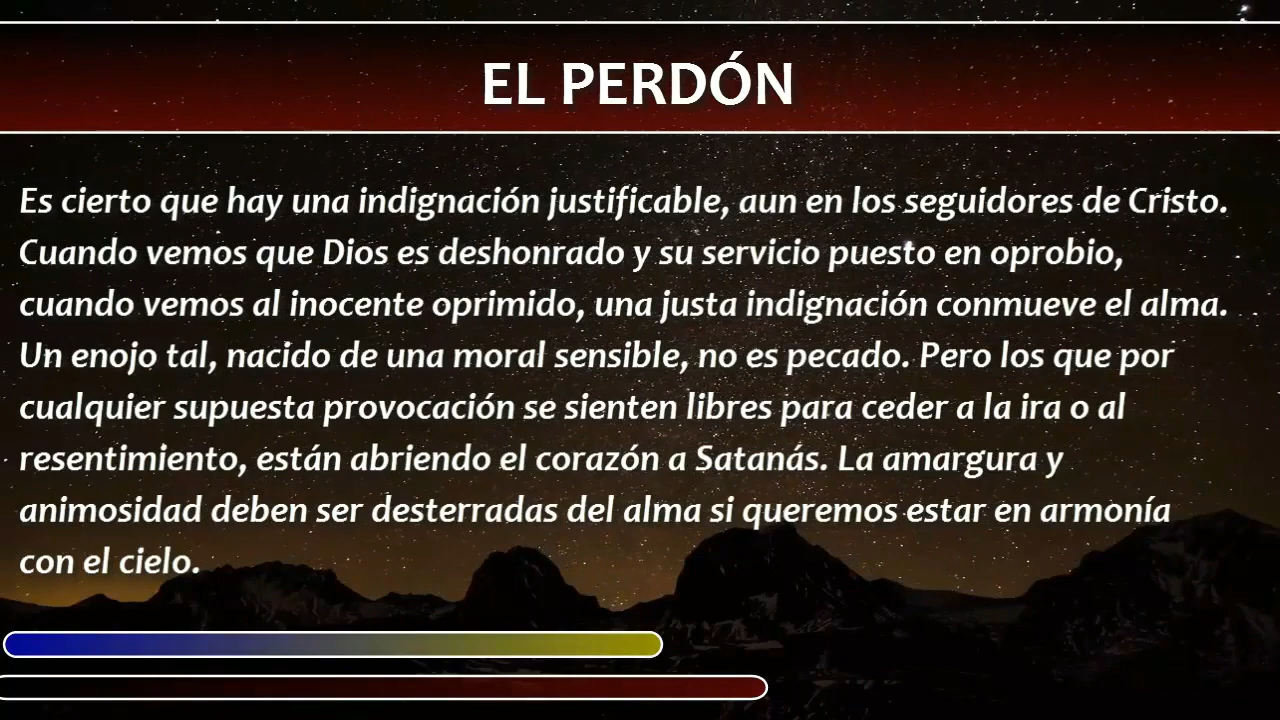 EL PERDÓN
Es cierto que hay una indignación justificable, aun en los seguidores de Cristo.
Cuando vemos que Dios es deshonrado y su servicio puesto en oprobio,
cuando vemos al inocente oprimido, una justa indignación conmueve el alma.
Un enojo tal, nacido de una moral sensible, no es pecado. Pero los que por
cualquier supuesta provocación se sienten libres para ceder a la ira o al
resentimiento, están abriendo el corazón a Satanás. La amargura y
animosidad deben ser desterradas del alma si queremos estar en armonía
con el cielo.